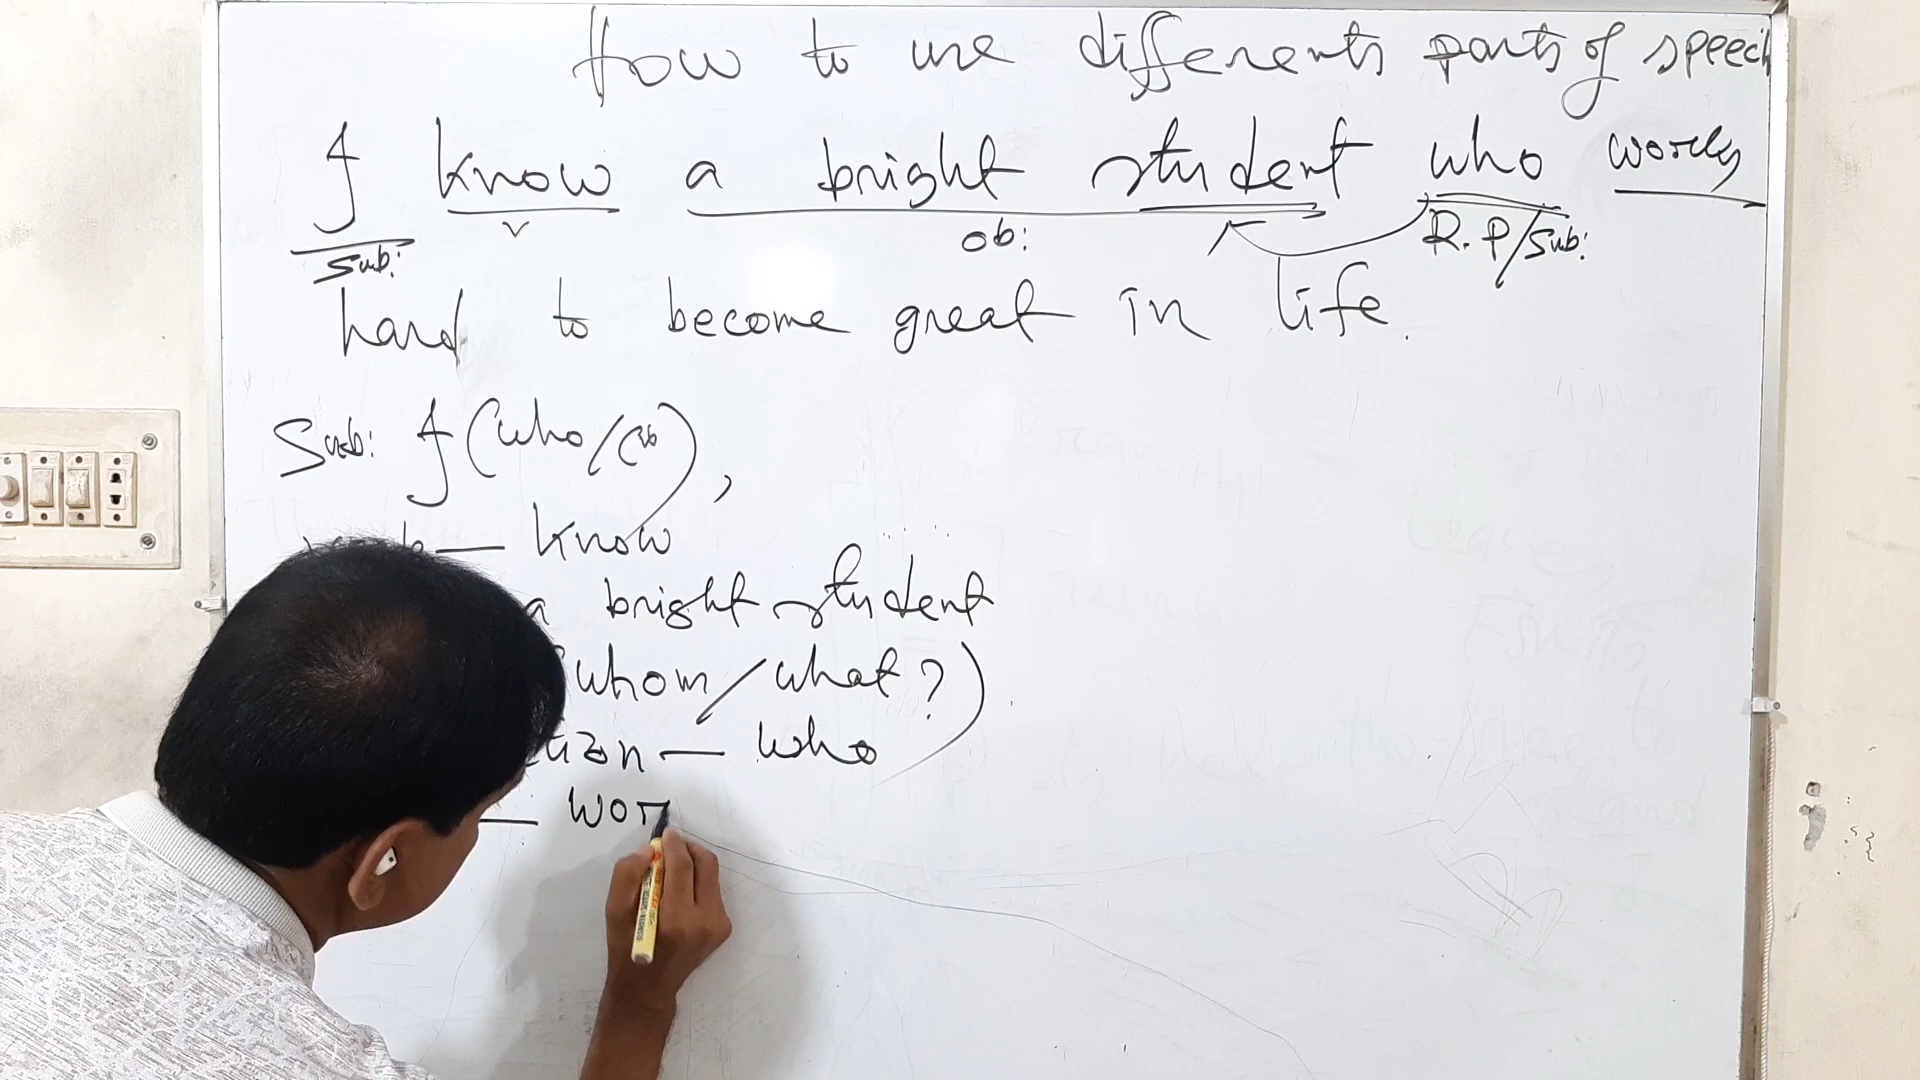 How to use differents parts of speech
I know a bright student who works
Sub: v ob: R.P/Sub:
hard to become great in life.
Sub: I (who/ ),
— know
a bright student
(whom/what?).
tion — who
— wor